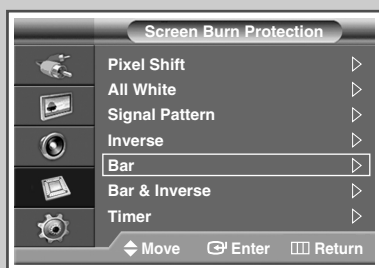 Screen Burn Protection
Pixel Shift
All White
Signal Pattern
Inverse
Bar
Bar & Inverse
Timer
Move Enter Return